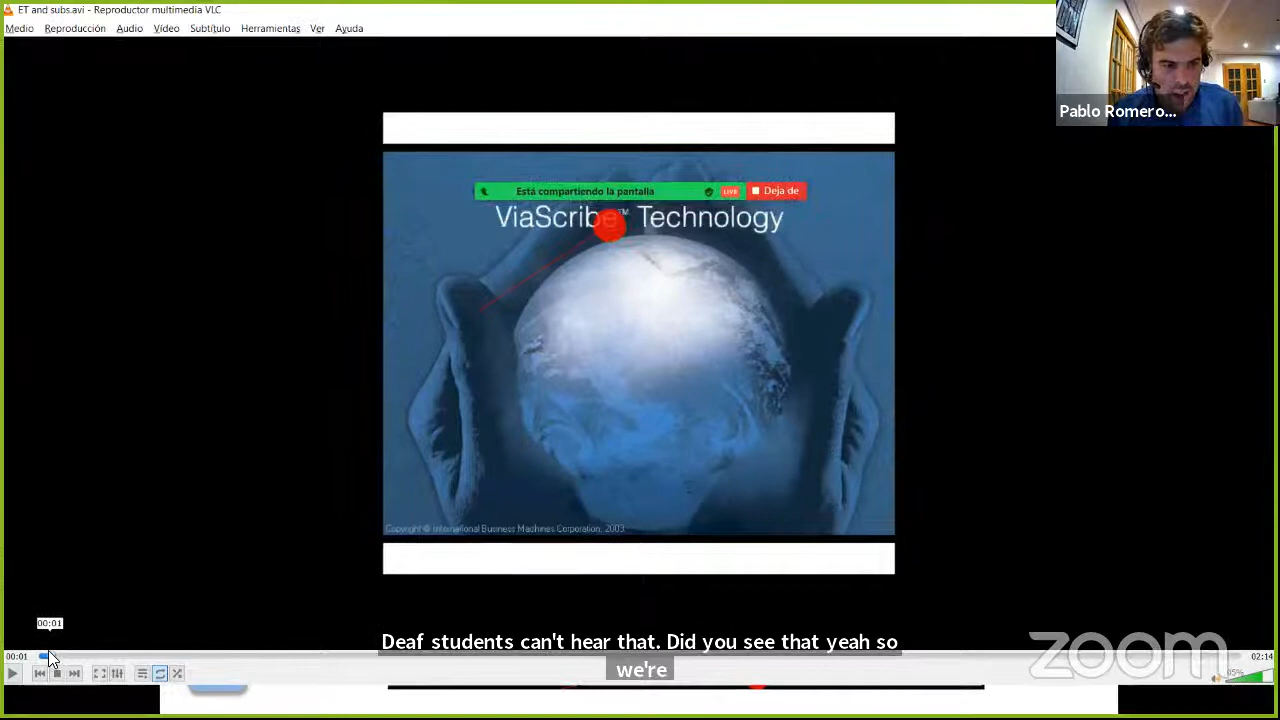 ET and subs.avi - Reproductor multimedia VLC
Medio Reproducción Audio Vídeo Subtítulo Herramientas Ver Ayuda
Pablo Romero...
Está compartiendo la pantalla LIVE Deja de
ViaScribe™ Technology
Copyright © International Business Machines Corporation, 2003.
00:01
Deaf students can't hear that. Did you see that yeah so
we're
zoom
00:01
02:14